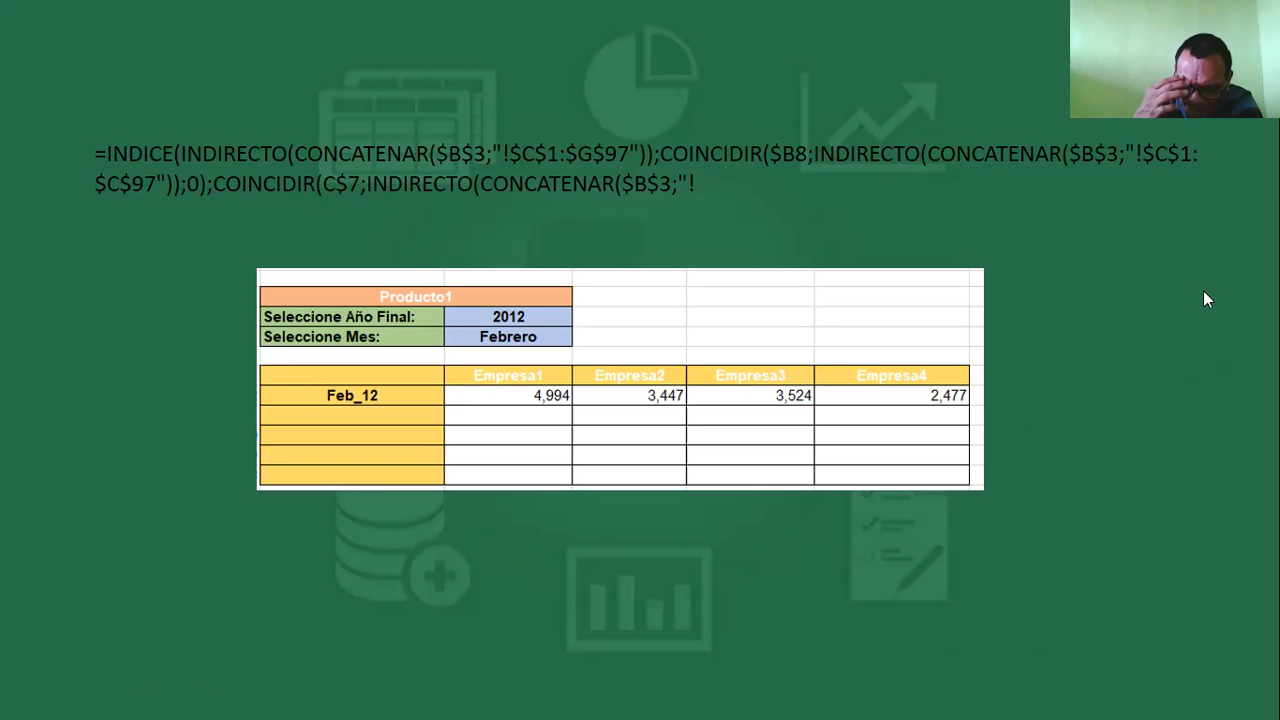 =INDICE(INDIRECTO(CONCATENAR($B$3;"!$C$1:$G$97"));COINCIDIR($B8;INDIRECTO(CONCATENAR($B$3;"!$C$1:
$C$97"));0);COINCIDIR(C$7;INDIRECTO(CONCATENAR($B$3;"!
Producto1
Seleccione Año Final: 2012
Seleccione Mes: Febrero
Empresa1 Empresa2 Empresa3 Empresa4
Feb_12 4,994 3,447 3,524 2,477